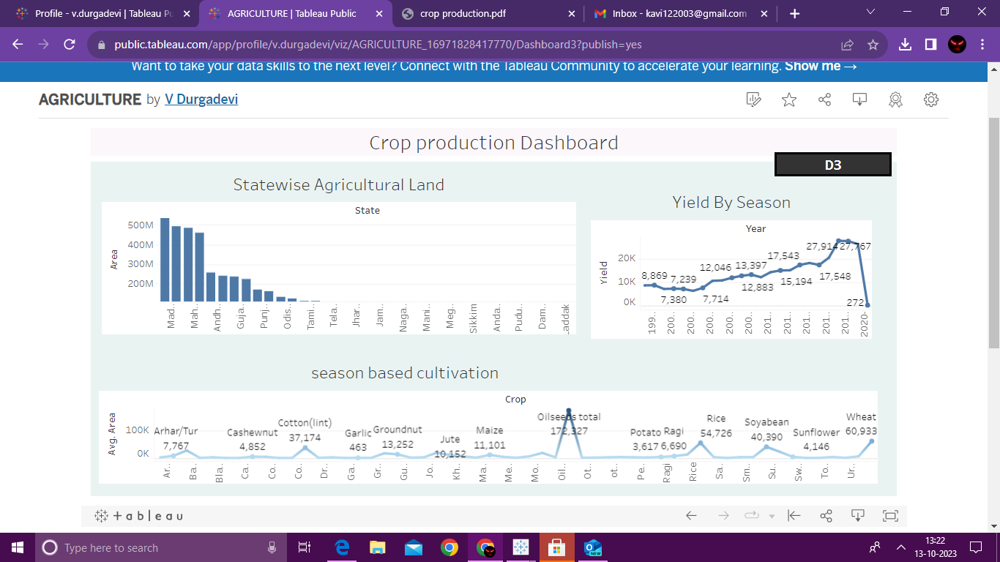 Profile - v.durgadevi | Tableau Pu
AGRICULTURE | Tableau Public
crop production.pdf
Inbox - kavi122003@gmail.com
public.tableau.com/app/profile/v.durgadevi/viz/AGRICULTURE_16971828417770/Dashboard3?publish=yes
Want to take your data skills to the next level? Connect with the Tableau Community to accelerate your learning. Show me →
AGRICULTURE by V Durgadevi
Crop production Dashboard
D3
Statewise Agricultural Land
State
Area
500M
400M
300M
200M
Mad..
Mah..
Andh..
Guja..
Punj..
Odis..
Tami..
Tela..
Jhar..
Jam..
Naga..
Mani..
Meg..
Sikkim
Anda..
Pudu..
Dam..
Laddak
Yield By Season
Year
Yield
20K
10K
0K
8,869
7,380
7,239
7,714
12,046
13,397
12,883
17,543
15,194
27,914
17,548
27,767
272
199..
200..
200..
200..
200..
200..
201..
201..
201..
201..
201..
2020-
season based cultivation
Crop
Avg. Area
100K
0K
Arhar/Tur
7,767
Cashewnut
4,852
Cotton(lint)
37,174
Garlic
463
Groundnut
13,252
Jute
10,152
Maize
11,101
Oilseeds total
172,327
Potato
3,617
Ragi
6,690
Rice
54,726
Soyabean
40,390
Sunflower
4,146
Wheat
60,933
Ar..
Ba..
Bla..
Ca..
Co..
Co..
Dr..
Ga..
Gr..
Gu..
Jo..
Kh..
Ma..
Me..
Mo..
Oil..
Ot..
ot..
Pe..
Ragi
Rice
Sa..
Sm..
Su..
Sw..
To..
Ur..
+ a b l e a u
Type here to search
NEW
13:22
13-10-2023